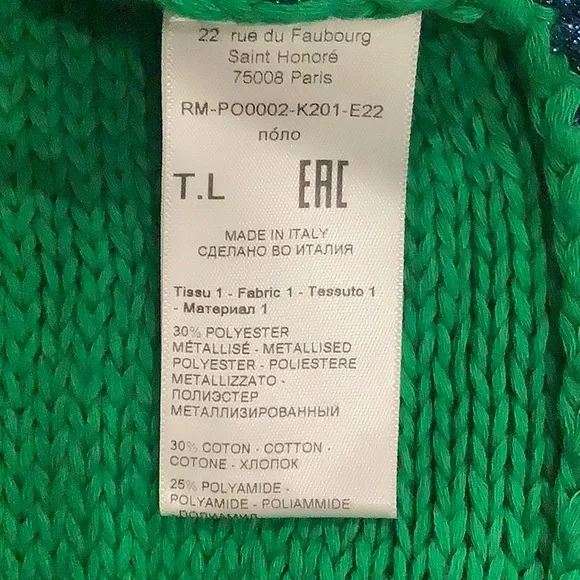 22, rue du Faubourg
Saint Honoré
75008 Paris
RM-PO0002-K201-E22
поло
T.L EAC
MADE IN ITALY
СДЕЛАНО ВО ИТАЛИЯ
Tissu 1 - Fabric 1 - Tessuto 1
- Материал 1
30% POLYESTER
MÉTALLISÉ - METALLISED
POLYESTER - POLIESTERE
METALLIZZATO -
ПОЛИЭСТЕР
МЕТАЛЛИЗИРОВАННЫЙ
30% COTON - COTTON -
COTONE - ХЛОПОК
25% POLYAMIDE -
POLYAMIDE - POLIAMMIDE
- ПОЛИАМИД